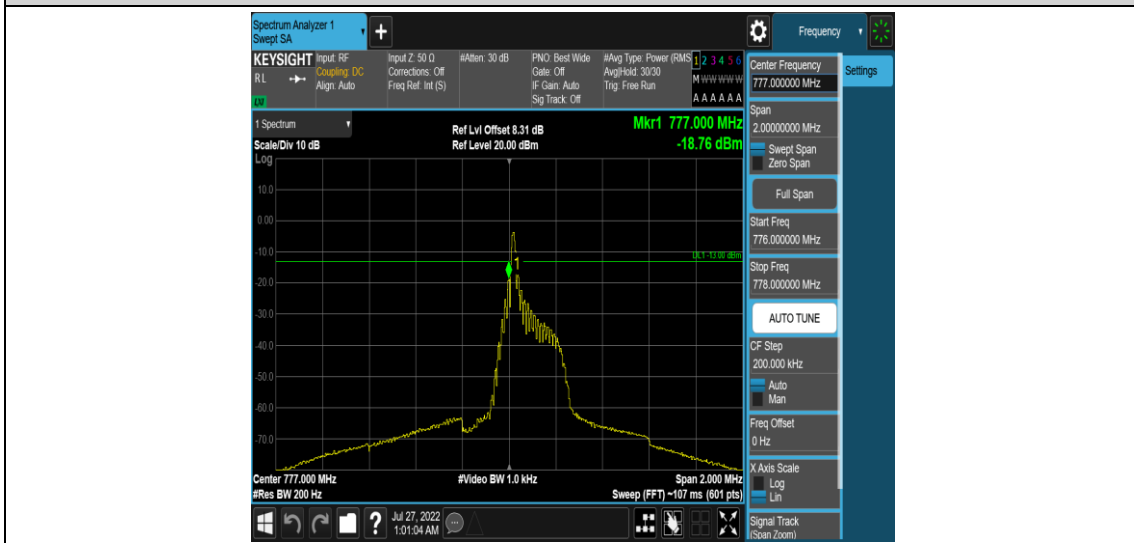 Spectrum Analyzer 1
Swept SA
+
Frequency
KEYSIGHT
RL
Input: RF
Coupling: DC
Align: Auto
Input Z: 50 Ω
Corrections: Off
Freq Ref: Int (S)
#Atten: 30 dB
PNO: Best Wide
Gate: Off
IF Gain: Auto
Sig Track: Off
#Avg Type: Power (RMS
Avg|Hold: 30/30
Trig: Free Run
1 2 3 4 5 6
M W W W W W
A A A A A A
1 Spectrum
Scale/Div 10 dB
Log
Ref Lvl Offset 8.31 dB
Ref Level 20.00 dBm
Mkr1 777.000 MHz
-18.76 dBm
10.0
0.00
-10.0
-20.0
-30.0
-40.0
-50.0
-60.0
-70.0
DL1 -13.00 dBm
1
Center 777.000 MHz
#Res BW 200 Hz
#Video BW 1.0 kHz
Span 2.000 MHz
Sweep (FFT) ~107 ms (601 pts)
?
Jul 27, 2022
1:01:04 AM
Center Frequency
777.000000 MHz
Settings
Span
2.00000000 MHz
Swept Span
Zero Span
Full Span
Start Freq
776.000000 MHz
Stop Freq
778.000000 MHz
AUTO TUNE
CF Step
200.000 kHz
Auto
Man
Freq Offset
0 Hz
X Axis Scale
Log
Lin
Signal Track
(Span Zoom)